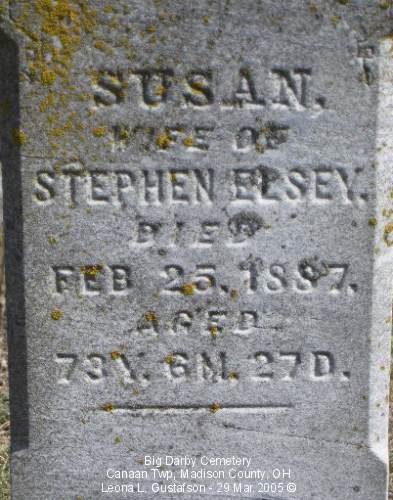 SUSAN,
WIFE OF
STEPHEN ELSEY.
DIED
FEB 25. 1887.
AGED
73Y. 6M. 27D.
Big Darby Cemetery
Canaan Twp, Madison County, OH
Leona L. Gustafson - 29 Mar. 2005 ©